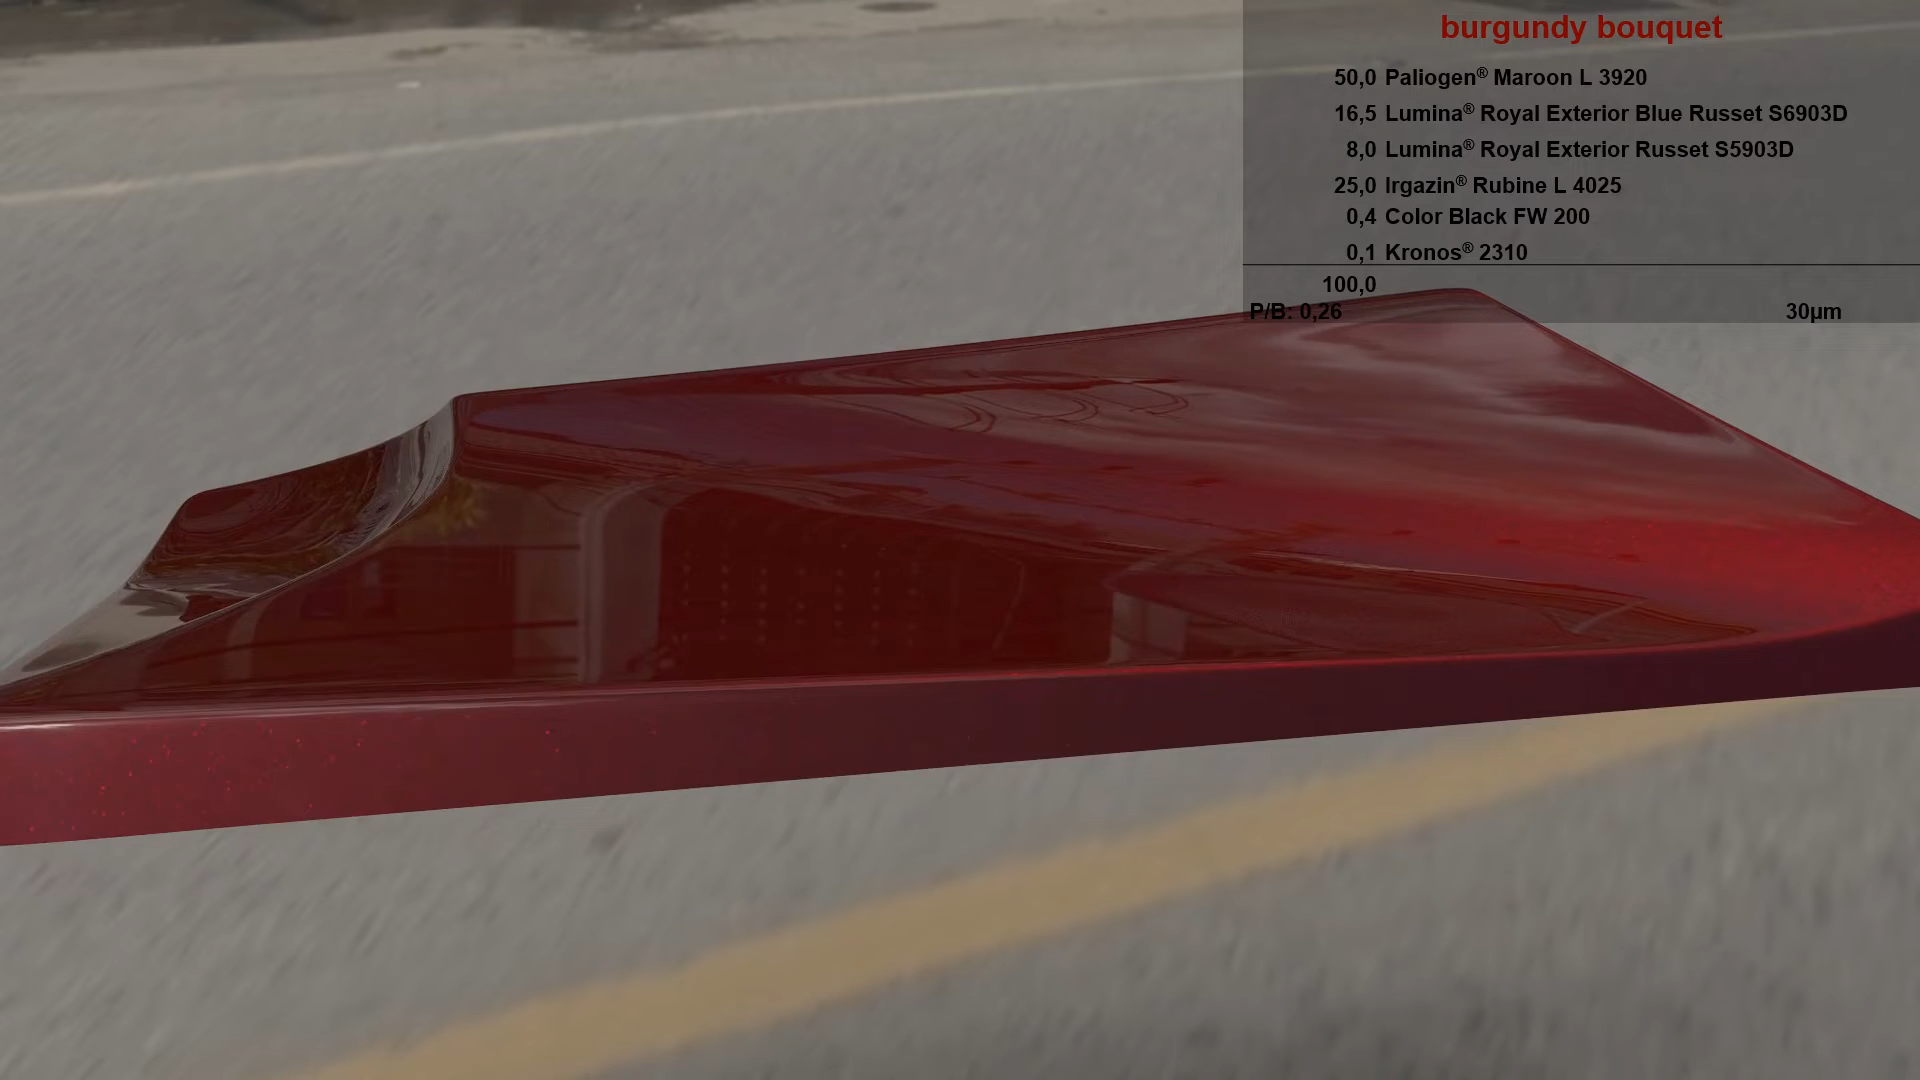 burgundy bouquet
50,0 Paliogen® Maroon L 3920
16,5 Lumina® Royal Exterior Blue Russet S6903D
8,0 Lumina® Royal Exterior Russet S5903D
25,0 Irgazin® Rubine L 4025
0,4 Color Black FW 200
0,1 Kronos® 2310
100,0
P/B: 0,26 30µm